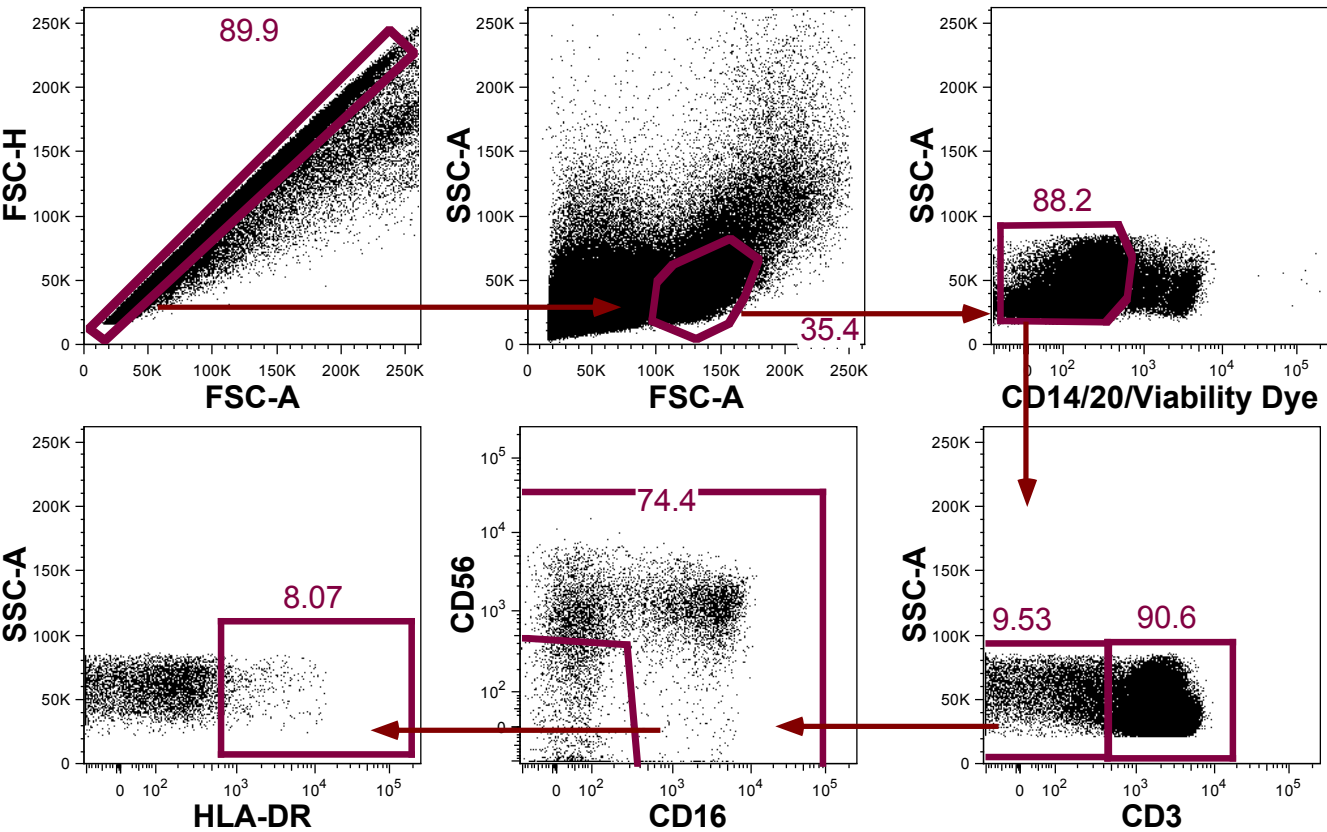 89.9
FSC-H
250K
200K
150K
100K
50K
0
0 50K 100K 150K 200K 250K
FSC-A
SSC-A
250K
200K
150K
100K
50K
0
35.4
0 50K 100K 150K 200K 250K
FSC-A
SSC-A
250K
200K
150K
100K
50K
0
88.2
0 10^2 10^3 10^4 10^5
CD14/20/Viability Dye
SSC-A
250K
200K
150K
100K
50K
0
8.07
0 10^2 10^3 10^4 10^5
HLA-DR
CD56
10^5
10^4
10^3
10^2
0
74.4
0 10^2 10^3 10^4 10^5
CD16
SSC-A
250K
200K
150K
100K
50K
0
9.53 90.6
0 10^2 10^3 10^4 10^5
CD3